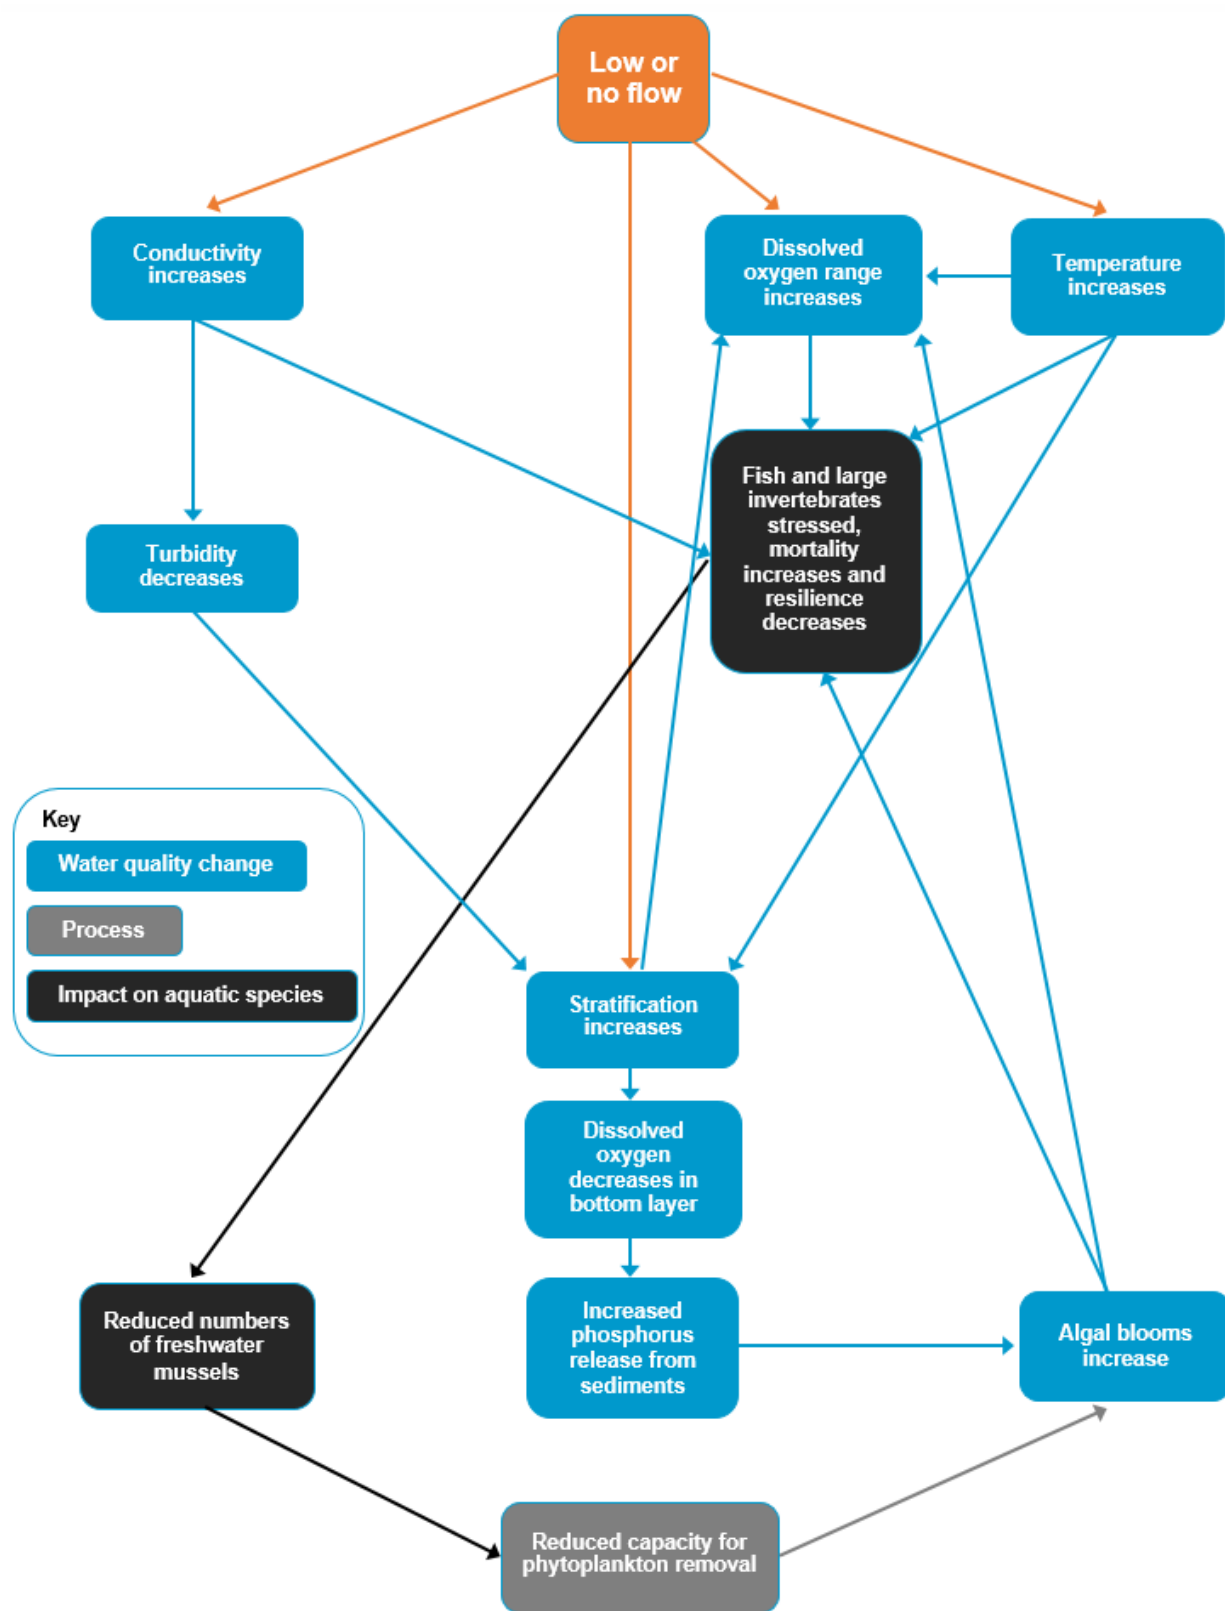 Low or
no flow
Conductivity
increases
Dissolved
oxygen range
increases
Temperature
increases
Fish and large
invertebrates
stressed,
mortality
increases and
resilience
decreases
Turbidity
decreases
Key
Water quality change
Process
Impact on aquatic species
Stratification
increases
Dissolved
oxygen
decreases in
bottom layer
Reduced numbers
of freshwater
mussels
Increased
phosphorus
release from
sediments
Algal blooms
increase
Reduced capacity for
phytoplankton removal